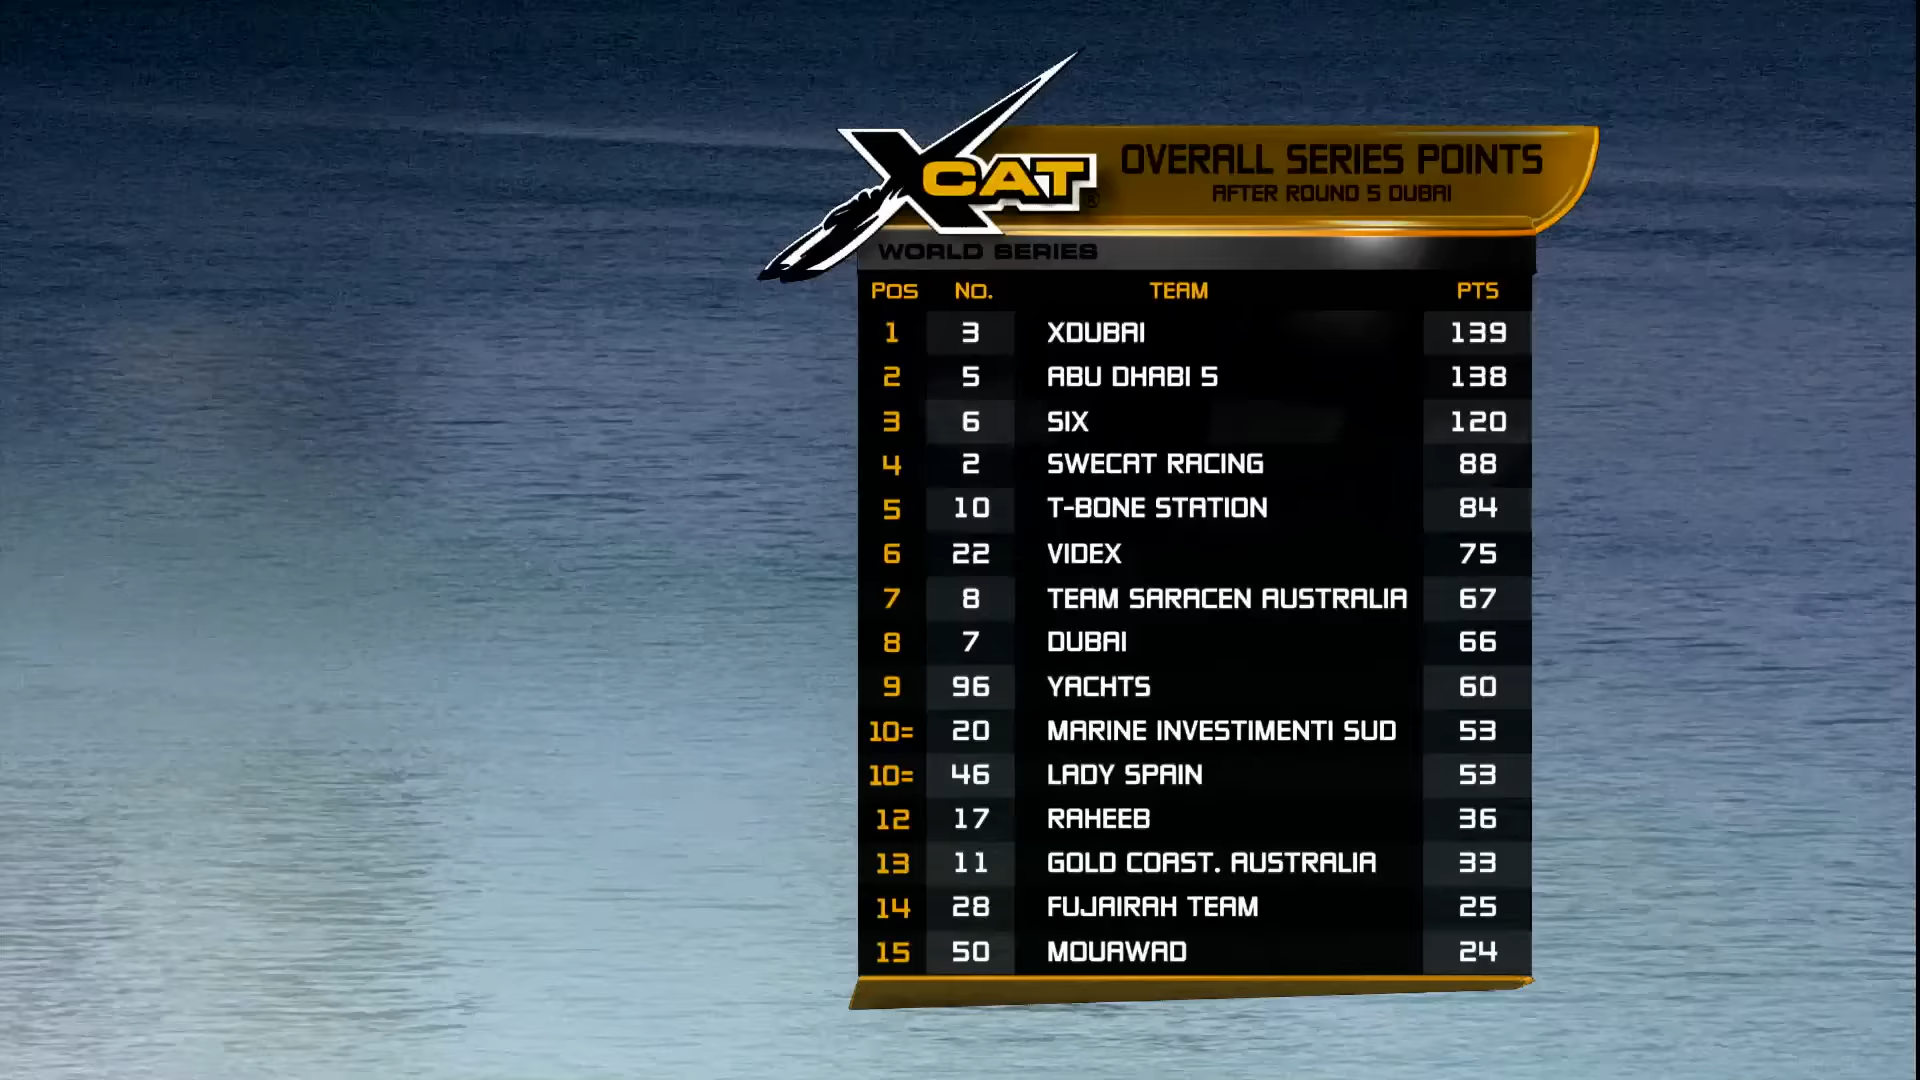 XCAT®
WORLD SERIES
OVERALL SERIES POINTS
AFTER ROUND 5 DUBAI
POS NO. TEAM PTS
1 3 XDUBAI 139
2 5 ABU DHABI 5 138
3 6 SIX 120
4 2 SWECAT RACING 88
5 10 T-BONE STATION 84
6 22 VIDEX 75
7 8 TEAM SARACEN AUSTRALIA 67
8 7 DUBAI 66
9 96 YACHTS 60
10= 20 MARINE INVESTIMENTI SUD 53
10= 46 LADY SPAIN 53
12 17 RAHEEB 36
13 11 GOLD COAST. AUSTRALIA 33
14 28 FUJAIRAH TEAM 25
15 50 MOUAWAD 24